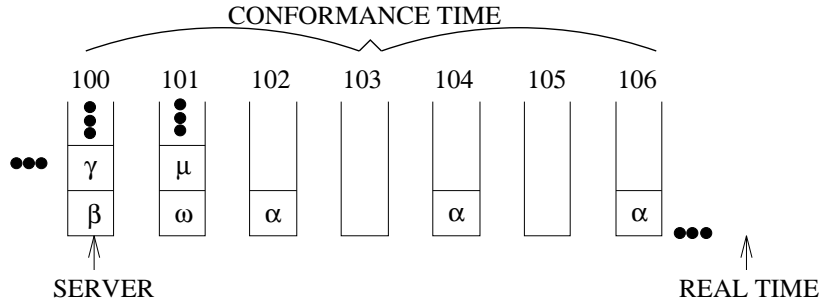 CONFORMANCE TIME
100 101 102 103 104 105 106
γ μ
β ω α α α
SERVER REAL TIME